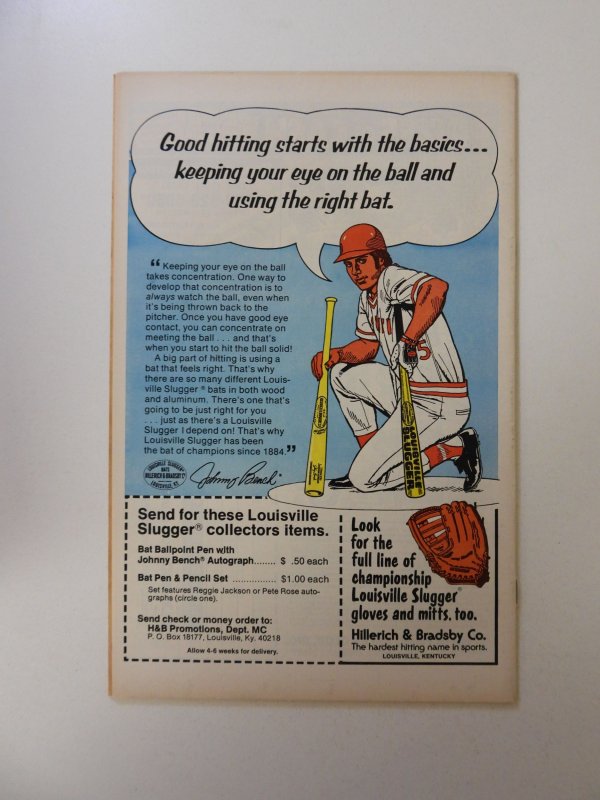 Good hitting starts with the basics...
keeping your eye on the ball and
using the right bat.
“Keeping your eye on the ball
takes concentration. One way to
develop that concentration is to
always watch the ball, even when
it's being thrown back to the
pitcher. Once you have good eye
contact, you can concentrate on
meeting the ball . . . and that's
when you start to hit the ball solid!
A big part of hitting is using a
bat that feels right. That's why
there are so many different Louis-
ville Slugger® bats in both wood
and aluminum. There's one that's
going to be just right for you
. . . just as there's a Louisville
Slugger I depend on! That's why
Louisville Slugger has been
the bat of champions since 1884”
LOUISVILLE SLUGGER
BATS
HILLERICH & BRADSBY Co
LOUISVILLE, KY.
Johnny Bench
5
LOUISVILLE
SLUGGER
Send for these Louisville
Slugger® collectors items.
Bat Ballpoint Pen with
Johnny Bench® Autograph........ $ .50 each
Bat Pen & Pencil Set ................ $1.00 each
Set features Reggie Jackson or Pete Rose auto-
graphs (circle one).
Send check or money order to:
H&B Promotions, Dept. MC
P. O. Box 18177, Louisville, Ky. 40218
Allow 4-6 weeks for delivery.
Look
for the
full line of
championship
Louisville Slugger®
gloves and mitts, too.
Hillerich & Bradsby Co.
The hardest hitting name in sports.
LOUISVILLE, KENTUCKY